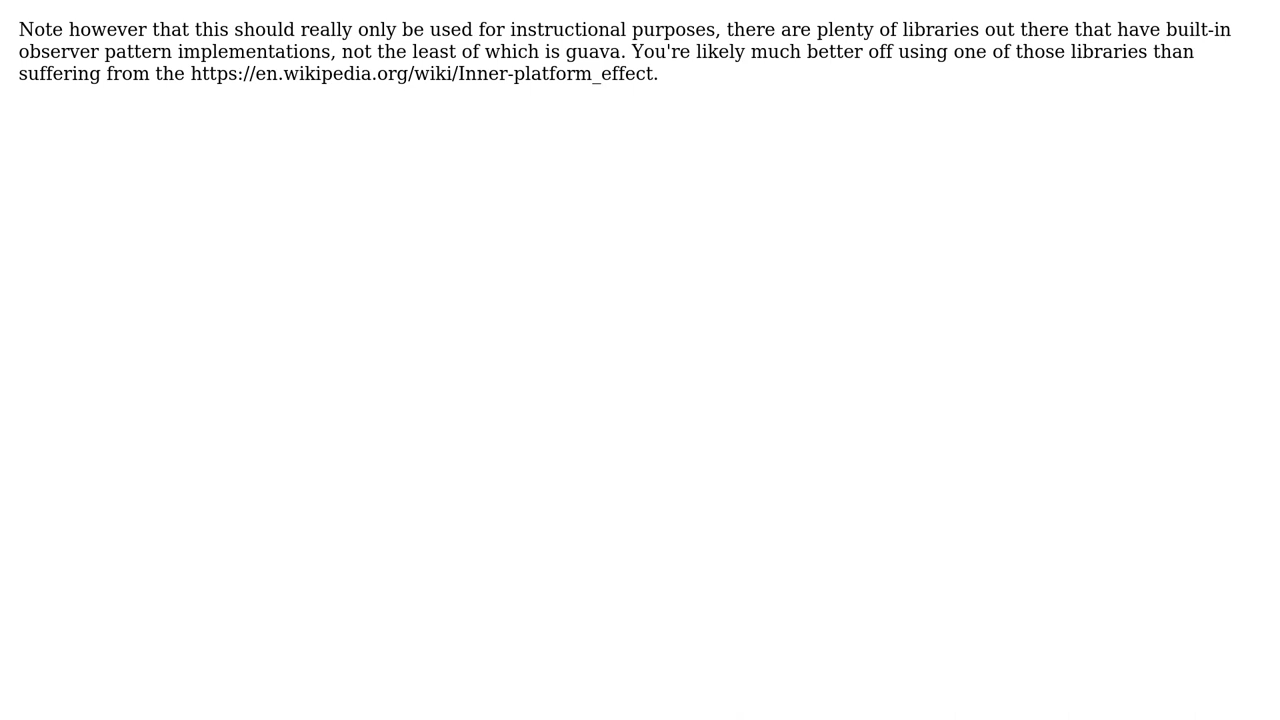 Note however that this should really only be used for instructional purposes, there are plenty of libraries out there that have built-in
observer pattern implementations, not the least of which is guava. You're likely much better off using one of those libraries than
suffering from the https://en.wikipedia.org/wiki/Inner-platform_effect.